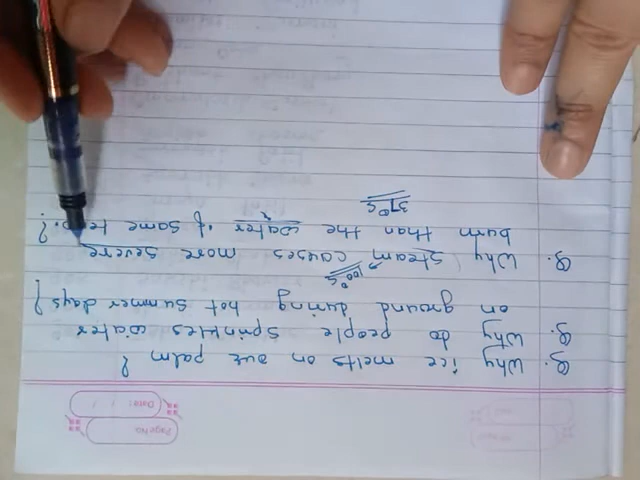 Page No.
Date: / /
Q. Why ice melts on our palm?
Q. Why do people sprinkles water
on ground during hot summer days?
100°C
Q. Why steam causes more severe
burn than the water of same
37°C